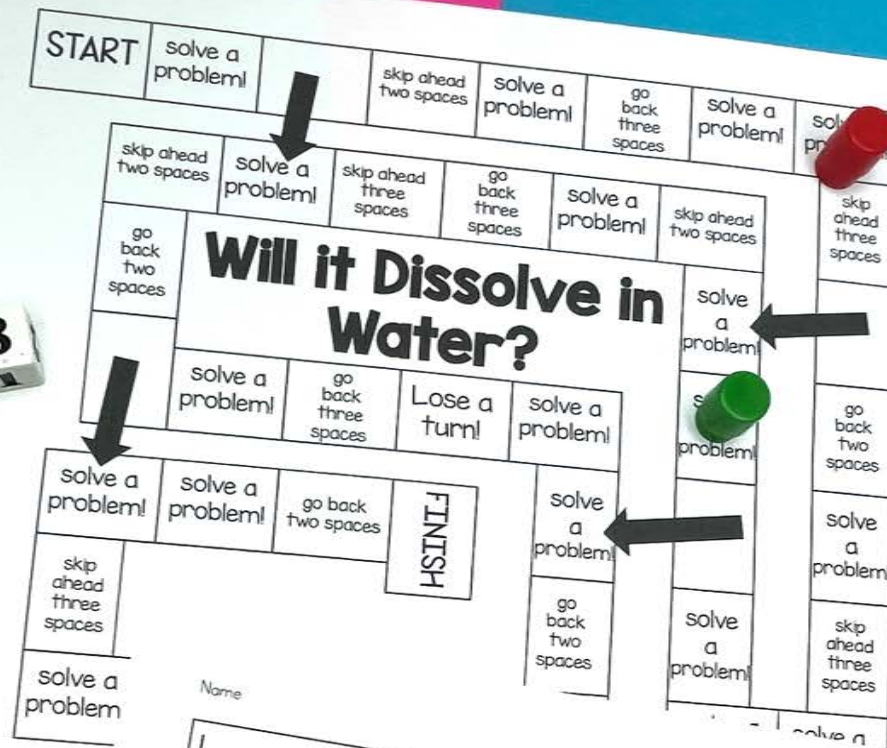 START
solve a
problem!
skip ahead
two spaces
solve a
problem!
go
back
three
spaces
solve a
problem!
skip ahead
two spaces
solve a
problem!
skip ahead
three
spaces
go
back
three
spaces
solve a
problem!
skip ahead
two spaces
skip
ahead
three
spaces
go
back
two
spaces
Will it Dissolve in
Water?
solve
a
problem!
solve a
problem!
go
back
three
spaces
Lose a
turn!
solve a
problem!
problem!
go
back
two
spaces
solve a
problem!
solve a
problem!
go back
two spaces
FINISH
solve
a
problem!
solve
a
problem
skip
ahead
three
spaces
go
back
two
spaces
solve
a
problem!
skip
ahead
three
spaces
solve a
problem
Name
solve a